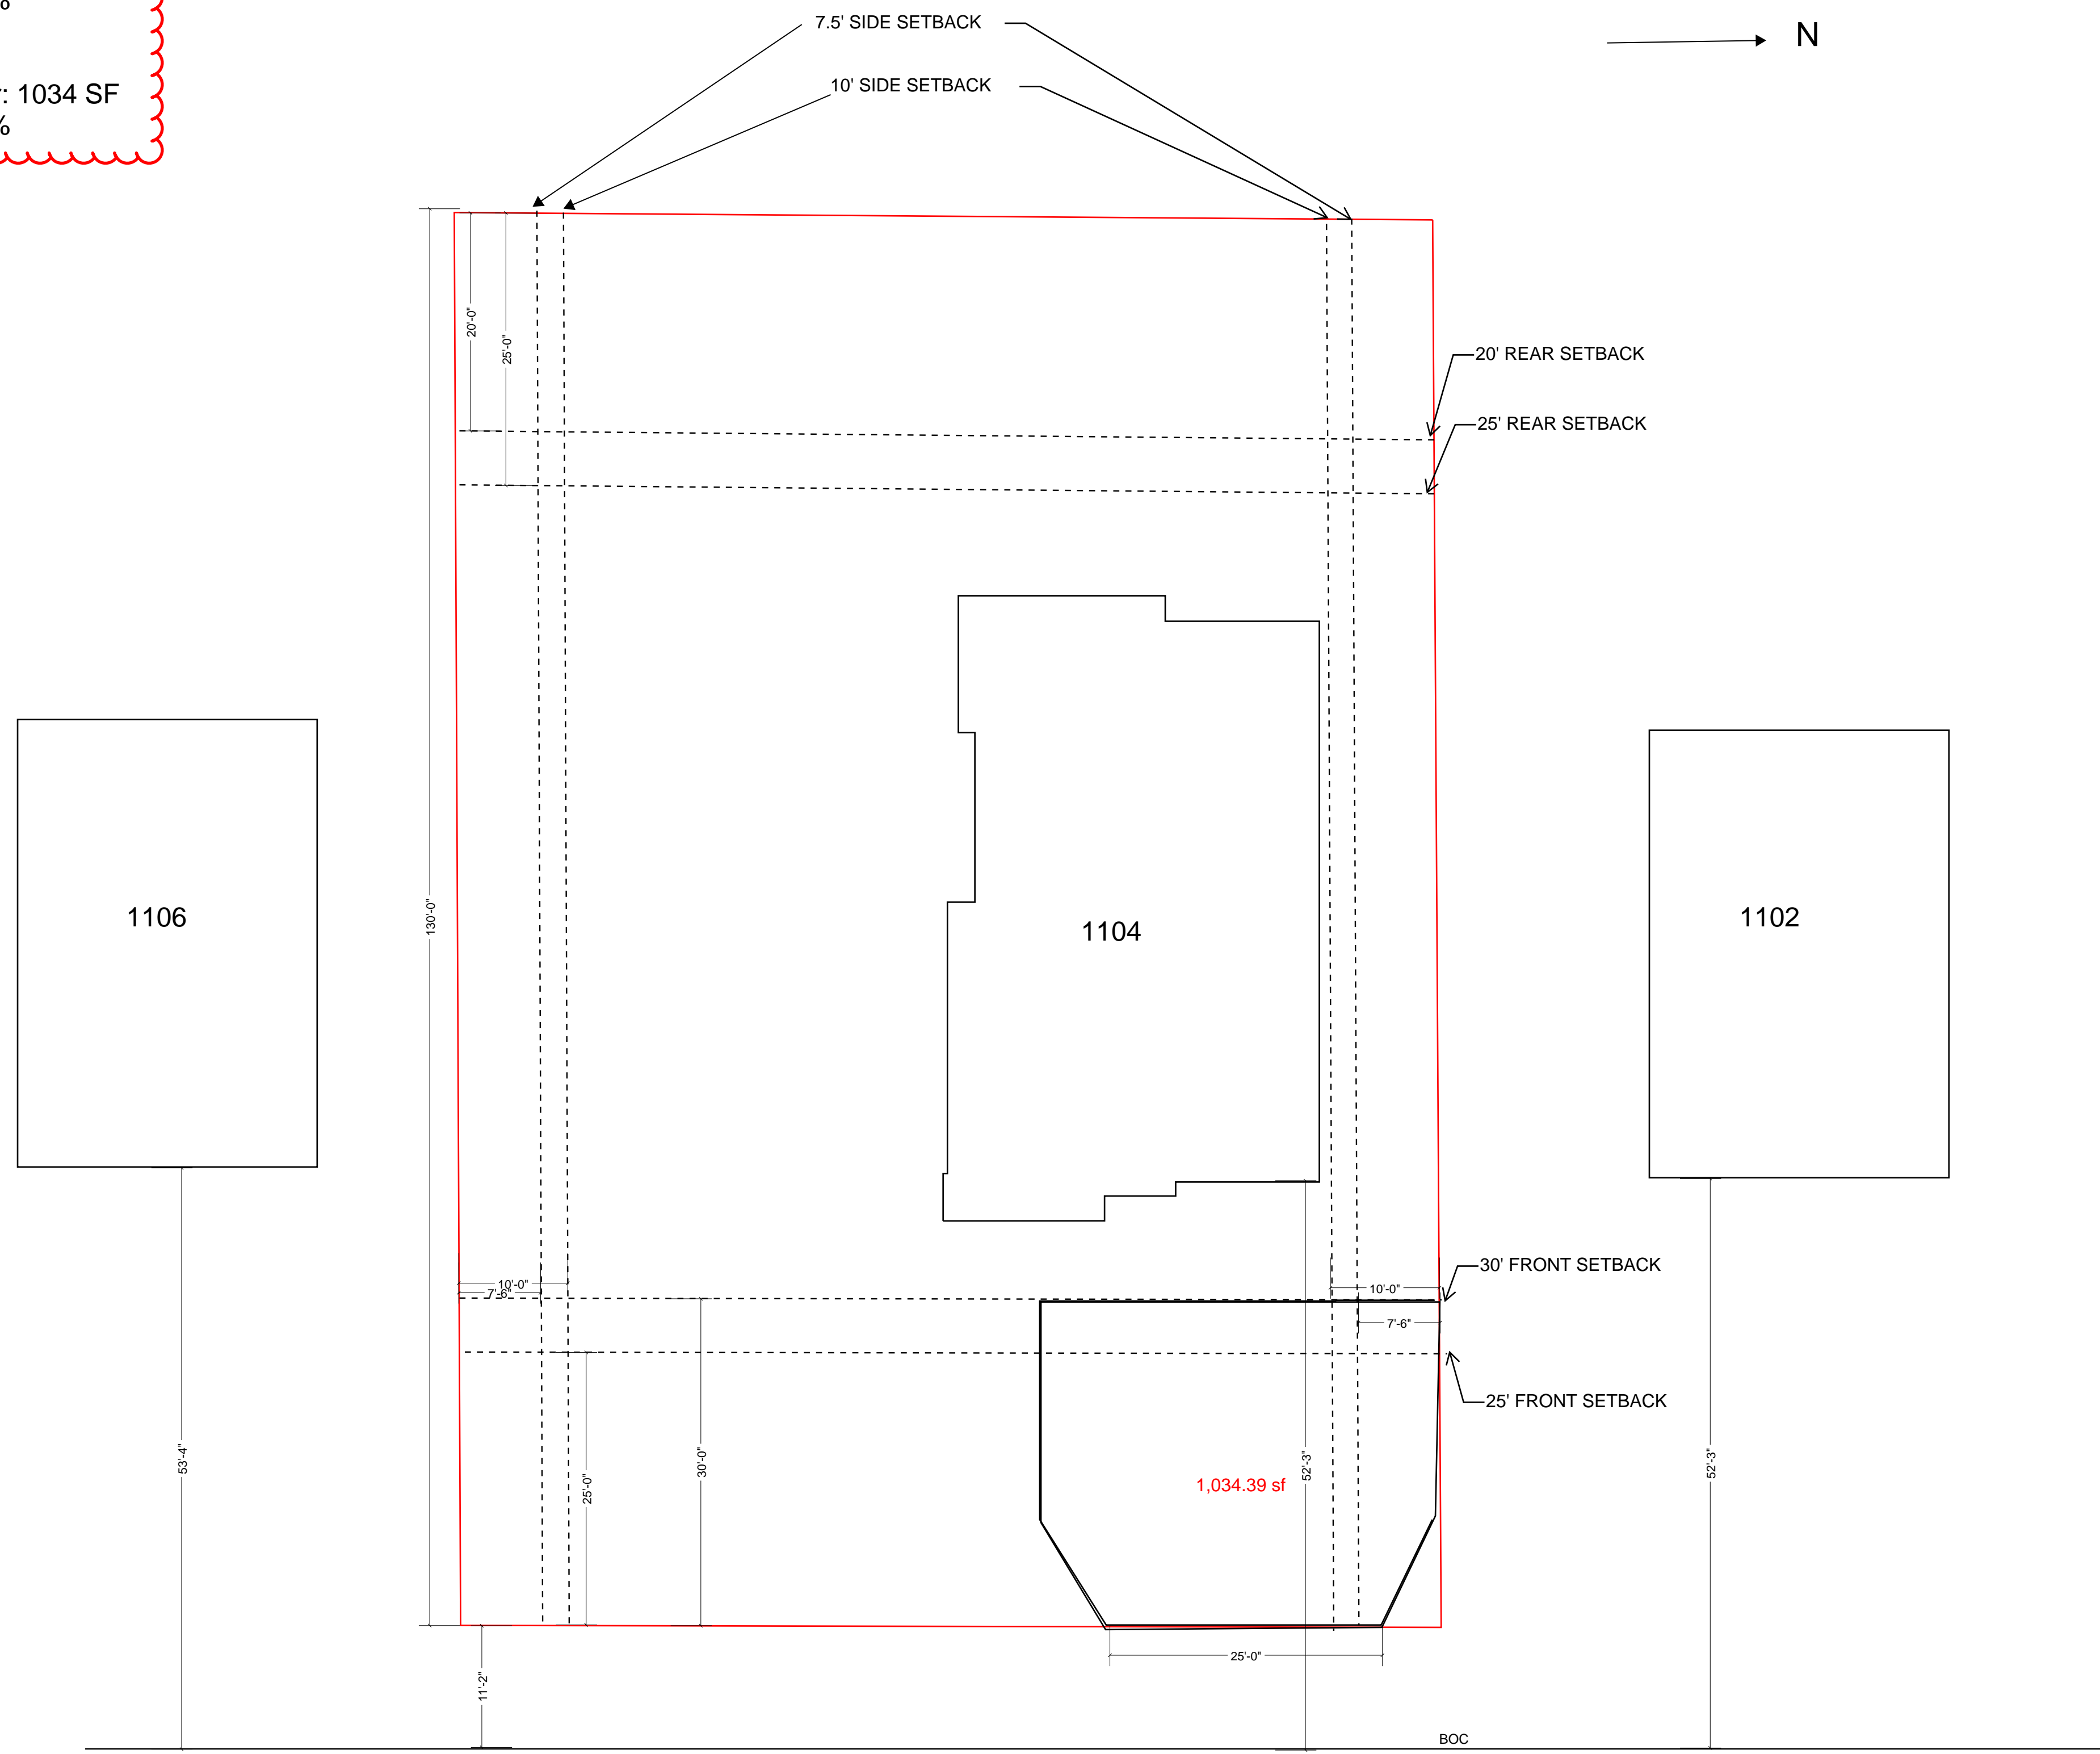 %
7.5' SIDE SETBACK
N
10' SIDE SETBACK
: 1034 SF
%
20'-0"
25'-0"
20' REAR SETBACK
25' REAR SETBACK
130'-0"
1106
1104
1102
30' FRONT SETBACK
10'-0"
7'-6"
10'-0"
7'-6"
25' FRONT SETBACK
53'-4"
25'-0"
30'-0"
1,034.39 sf
52'-3"
52'-3"
25'-0"
11'-2"
BOC